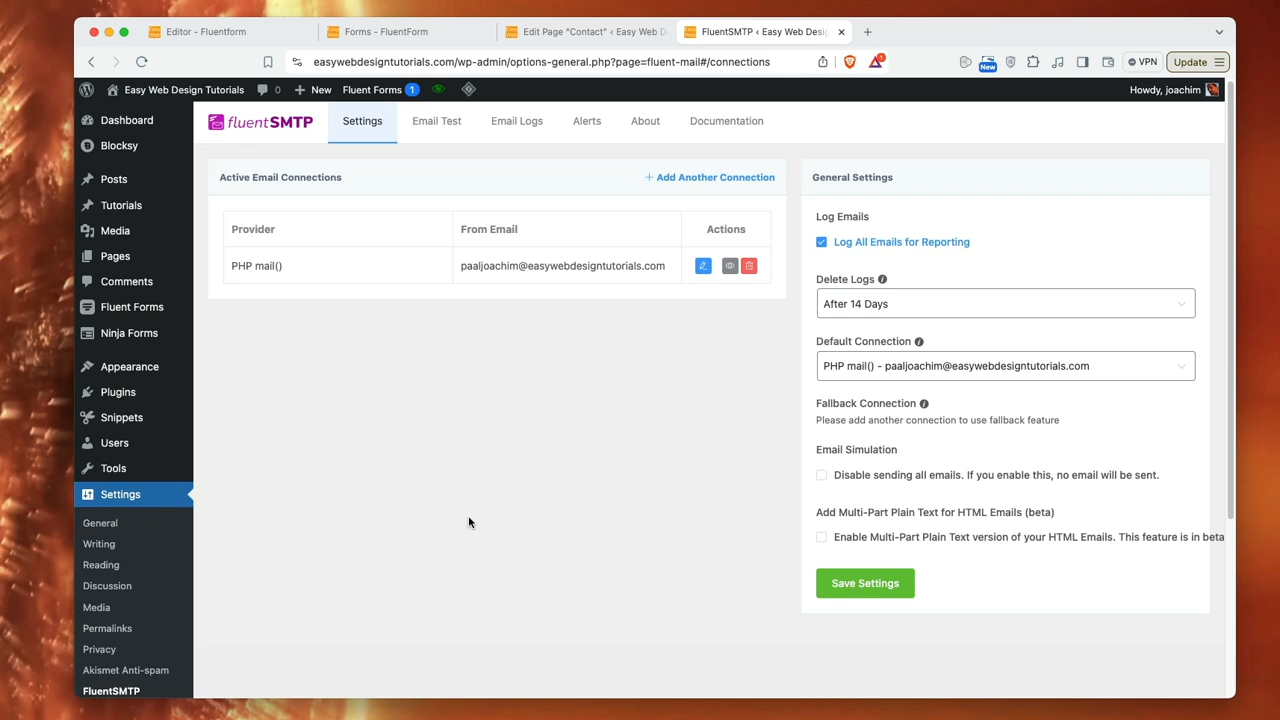 Editor - Fluentform
Forms - FluentForm
Edit Page "Contact" ‹ Easy Web D
FluentSMTP ‹ Easy Web Desig
easywebdesigntutorials.com/wp-admin/options-general.php?page=fluent-mail#/connections
1
New
VPN
Update
Easy Web Design Tutorials
0
New
Fluent Forms 1
Howdy, joachim
Dashboard
Blocksy
Posts
Tutorials
Media
Pages
Comments
Fluent Forms
Ninja Forms
Appearance
Plugins
Snippets
Users
Tools
Settings
General
Writing
Reading
Discussion
Media
Permalinks
Privacy
Akismet Anti-spam
FluentSMTP
fluentSMTP
Settings
Email Test
Email Logs
Alerts
About
Documentation
Active Email Connections
+ Add Another Connection
Provider
From Email
Actions
PHP mail()
paaljoachim@easywebdesigntutorials.com
General Settings
Log Emails
Log All Emails for Reporting
Delete Logs
After 14 Days
Default Connection
PHP mail() - paaljoachim@easywebdesigntutorials.com
Fallback Connection
Please add another connection to use fallback feature
Email Simulation
Disable sending all emails. If you enable this, no email will be sent.
Add Multi-Part Plain Text for HTML Emails (beta)
Enable Multi-Part Plain Text version of your HTML Emails. This feature is in beta
Save Settings